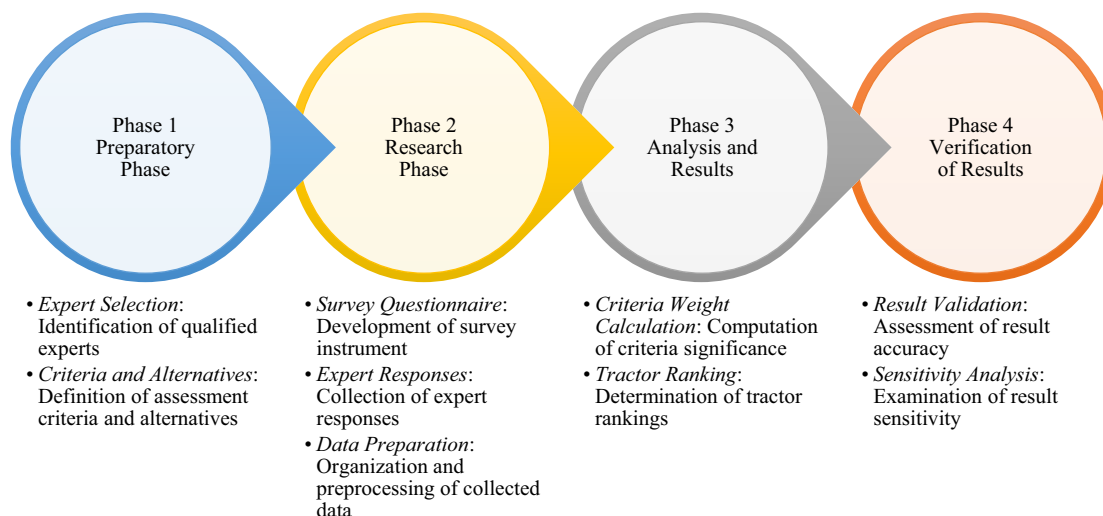 Phase 1
Preparatory
Phase
Phase 2
Research
Phase
Phase 3
Analysis and
Results
Phase 4
Verification
of Results
• Expert Selection:
Identification of qualified
experts
• Criteria and Alternatives:
Definition of assessment
criteria and alternatives
• Survey Questionnaire:
Development of survey
instrument
• Expert Responses:
Collection of expert
responses
• Data Preparation:
Organization and
preprocessing of collected
data
• Criteria Weight
Calculation: Computation
of criteria significance
• Tractor Ranking:
Determination of tractor
rankings
• Result Validation:
Assessment of result
accuracy
• Sensitivity Analysis:
Examination of result
sensitivity